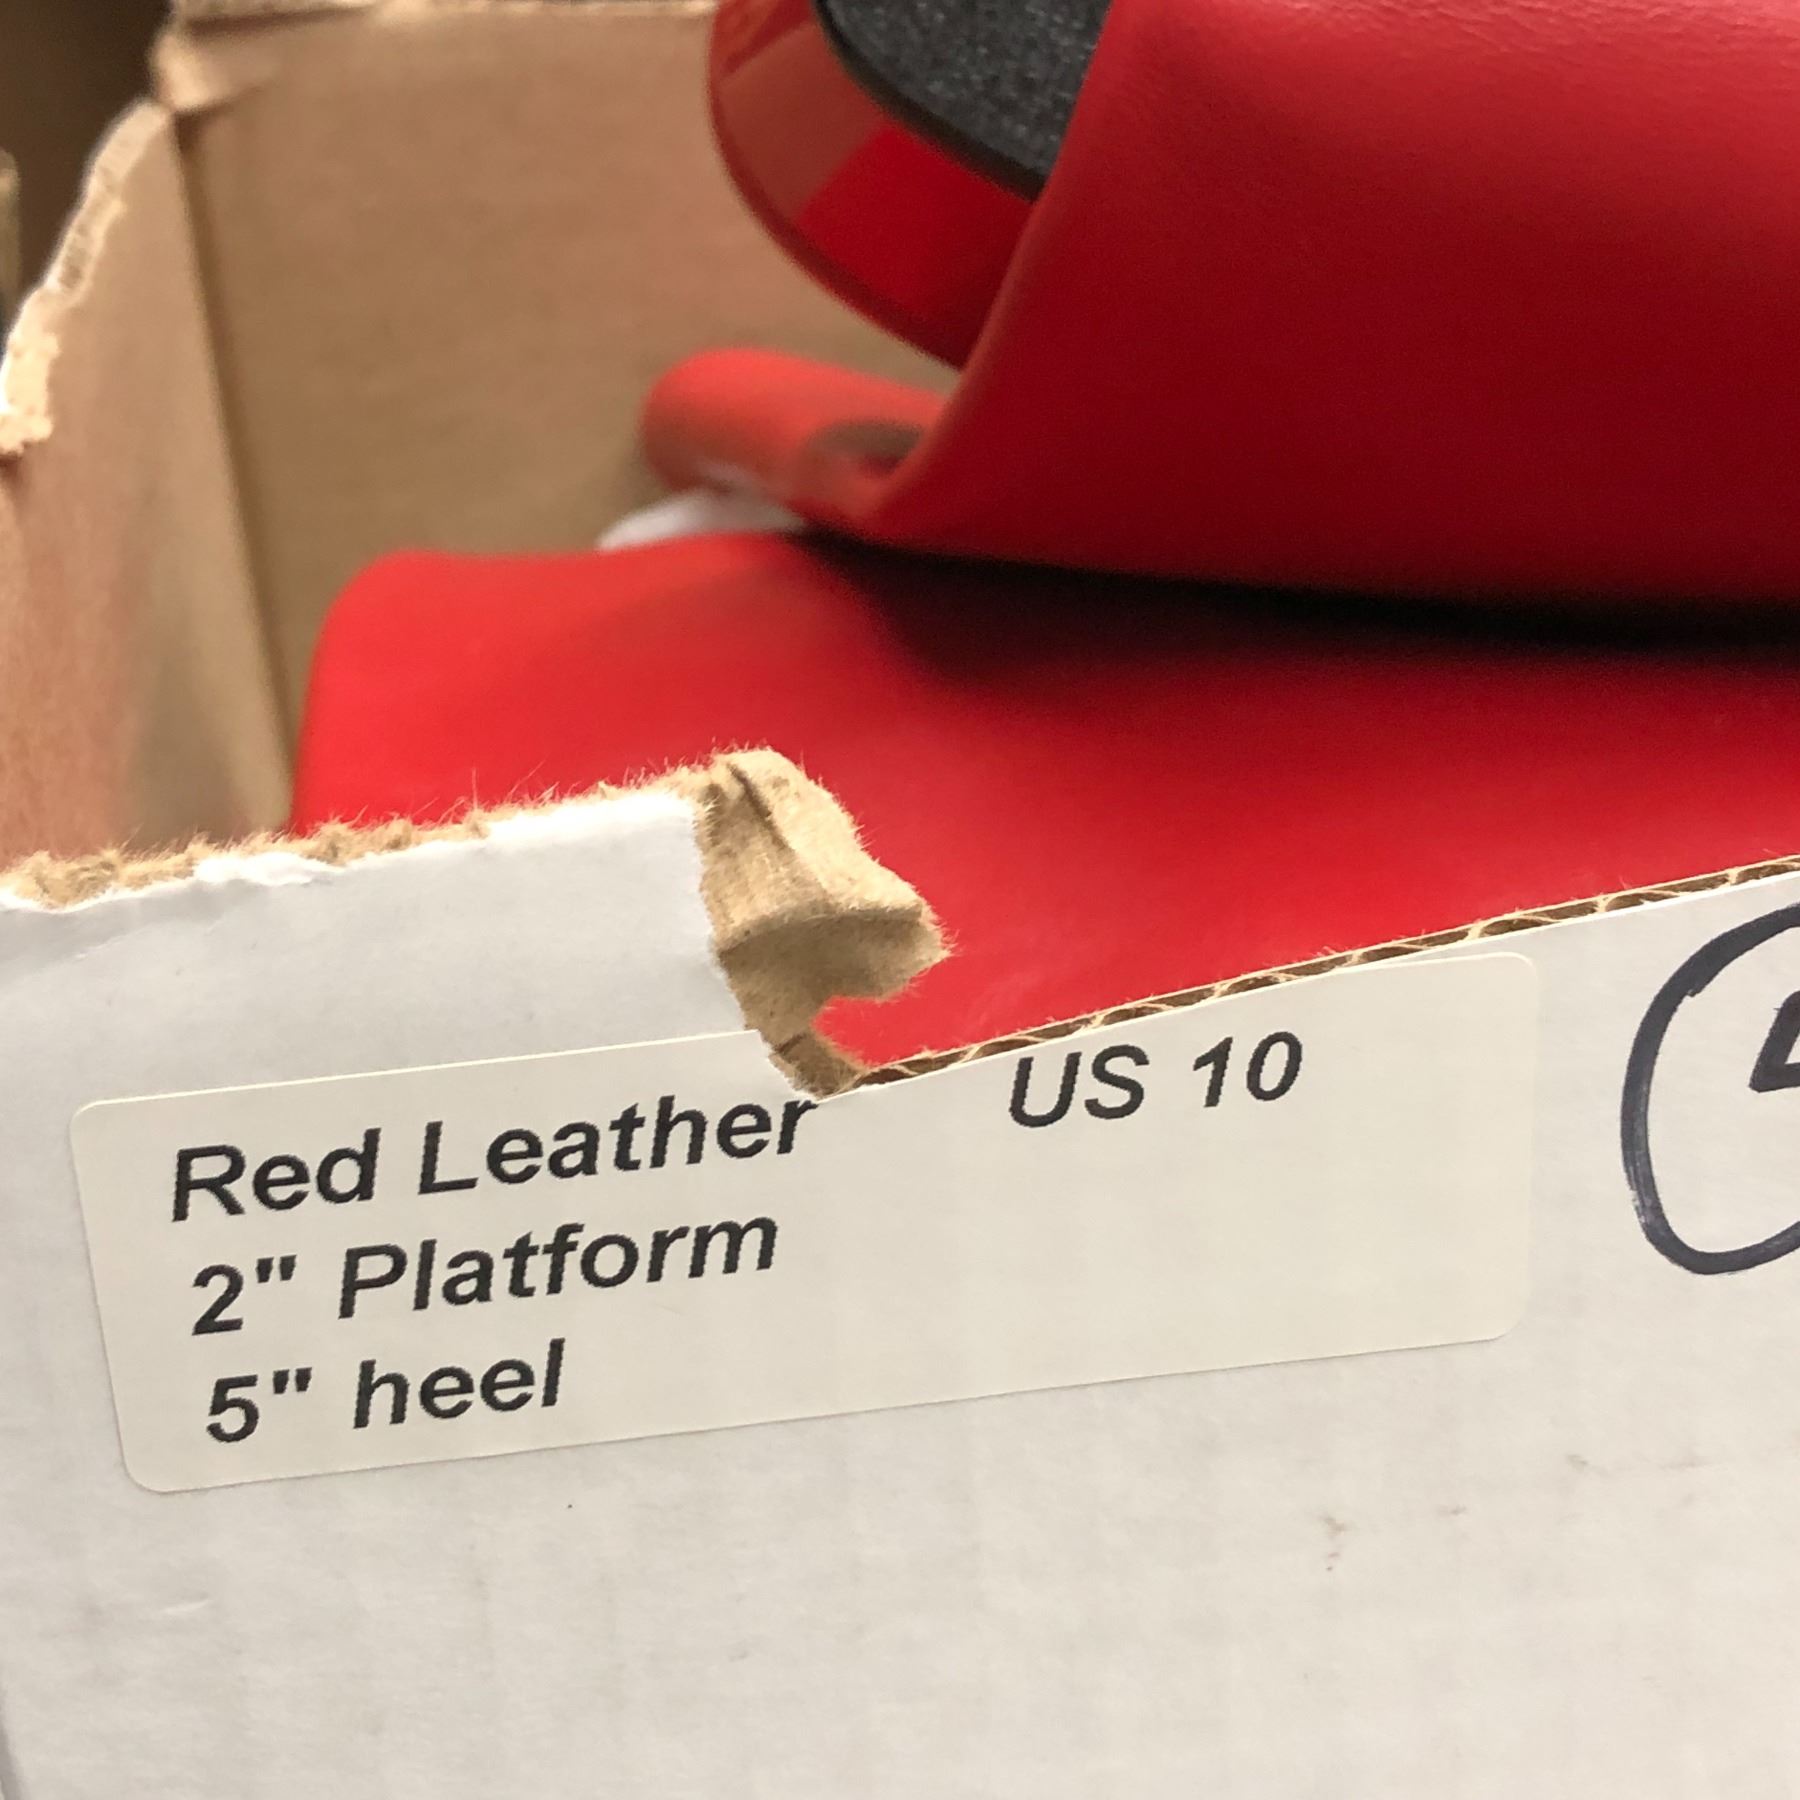 Red Leather US 10
2" Platform
5" heel